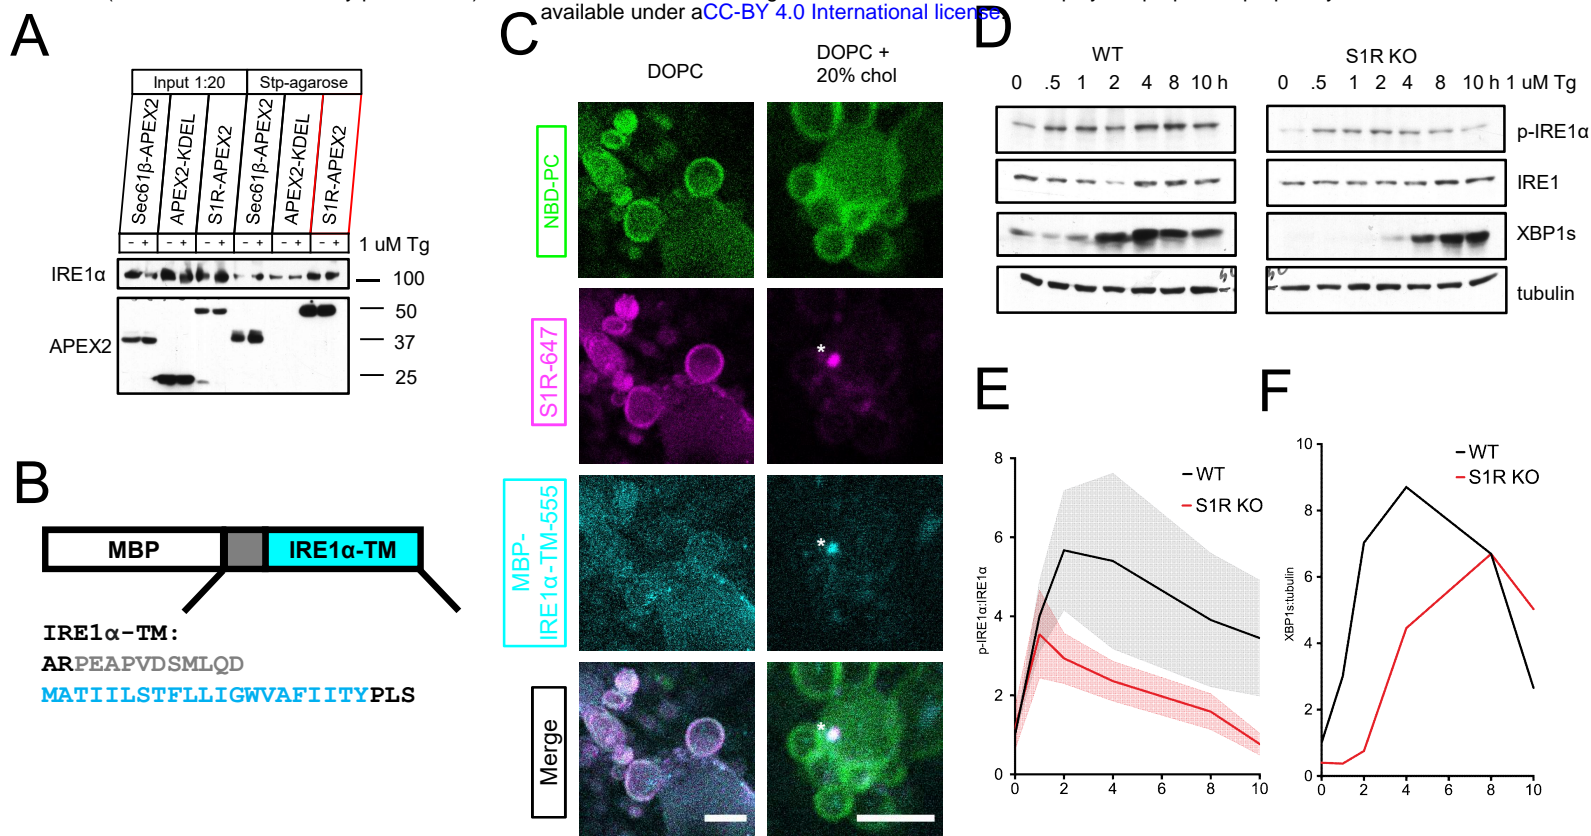 available under aCC-BY 4.0 International license.
A
Input 1:20 Stp-agarose
Sec61β-APEX2 APEX2-KDEL S1R-APEX2 Sec61β-APEX2 APEX2-KDEL S1R-APEX2
- + - + - + - + - + - + 1 uM Tg
IRE1α 100
50
APEX2 37
25
B
MBP IRE1α-TM
IRE1α-TM:
ARPEAPVDSMLQD
MATIILSTFLLIGWVAFIITYPLS
C
DOPC DOPC +
20% chol
NBD-PC
S1R-647 *
MBP-
IRE1α-TM-555 *
Merge *
D
WT S1R KO
0 .5 1 2 4 8 10 h 0 .5 1 2 4 8 10 h 1 uM Tg
p-IRE1α
IRE1
XBP1s
tubulin
E
8
6
4
2
0
0 2 4 6 8 10
p-IRE1α:IRE1α
WT
S1R KO
F
10
8
6
4
2
0
0 2 4 6 8 10
XBP1s:tubulin
WT
S1R KO